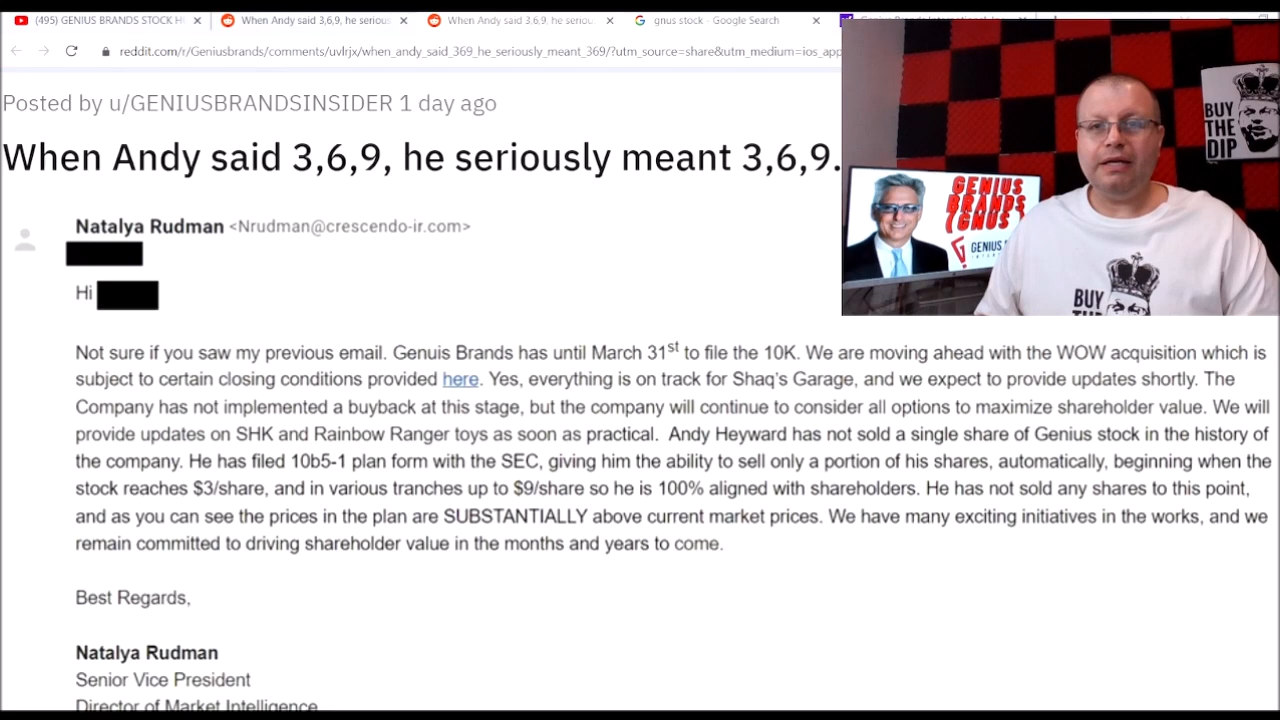 (495) GENIUS BRANDS STOCK H
When Andy said 3,6,9, he serious
When Andy said 3,6,9, he seriou
gnus stock - Google Search
reddit.com/r/Geniusbrands/comments/uvlrjx/when_andy_said_369_he_seriously_meant_369/?utm_source=share&utm_medium=ios_app
Posted by u/GENIUSBRANDSINSIDER 1 day ago
When Andy said 3,6,9, he seriously meant 3,6,9.
BUY
THE
DIP
GENIUS
BRANDS
(GNUS)
GENIUS
BUY
Natalya Rudman <Nrudman@crescendo-ir.com>
Hi
Not sure if you saw my previous email. Genuis Brands has until March 31st to file the 10K. We are moving ahead with the WOW acquisition which is
subject to certain closing conditions provided here. Yes, everything is on track for Shaq's Garage, and we expect to provide updates shortly. The
Company has not implemented a buyback at this stage, but the company will continue to consider all options to maximize shareholder value. We will
provide updates on SHK and Rainbow Ranger toys as soon as practical. Andy Heyward has not sold a single share of Genius stock in the history of
the company. He has filed 10b5-1 plan form with the SEC, giving him the ability to sell only a portion of his shares, automatically, beginning when the
stock reaches $3/share, and in various tranches up to $9/share so he is 100% aligned with shareholders. He has not sold any shares to this point,
and as you can see the prices in the plan are SUBSTANTIALLY above current market prices. We have many exciting initiatives in the works, and we
remain committed to driving shareholder value in the months and years to come.
Best Regards,
Natalya Rudman
Senior Vice President
Director of Market Intelligence